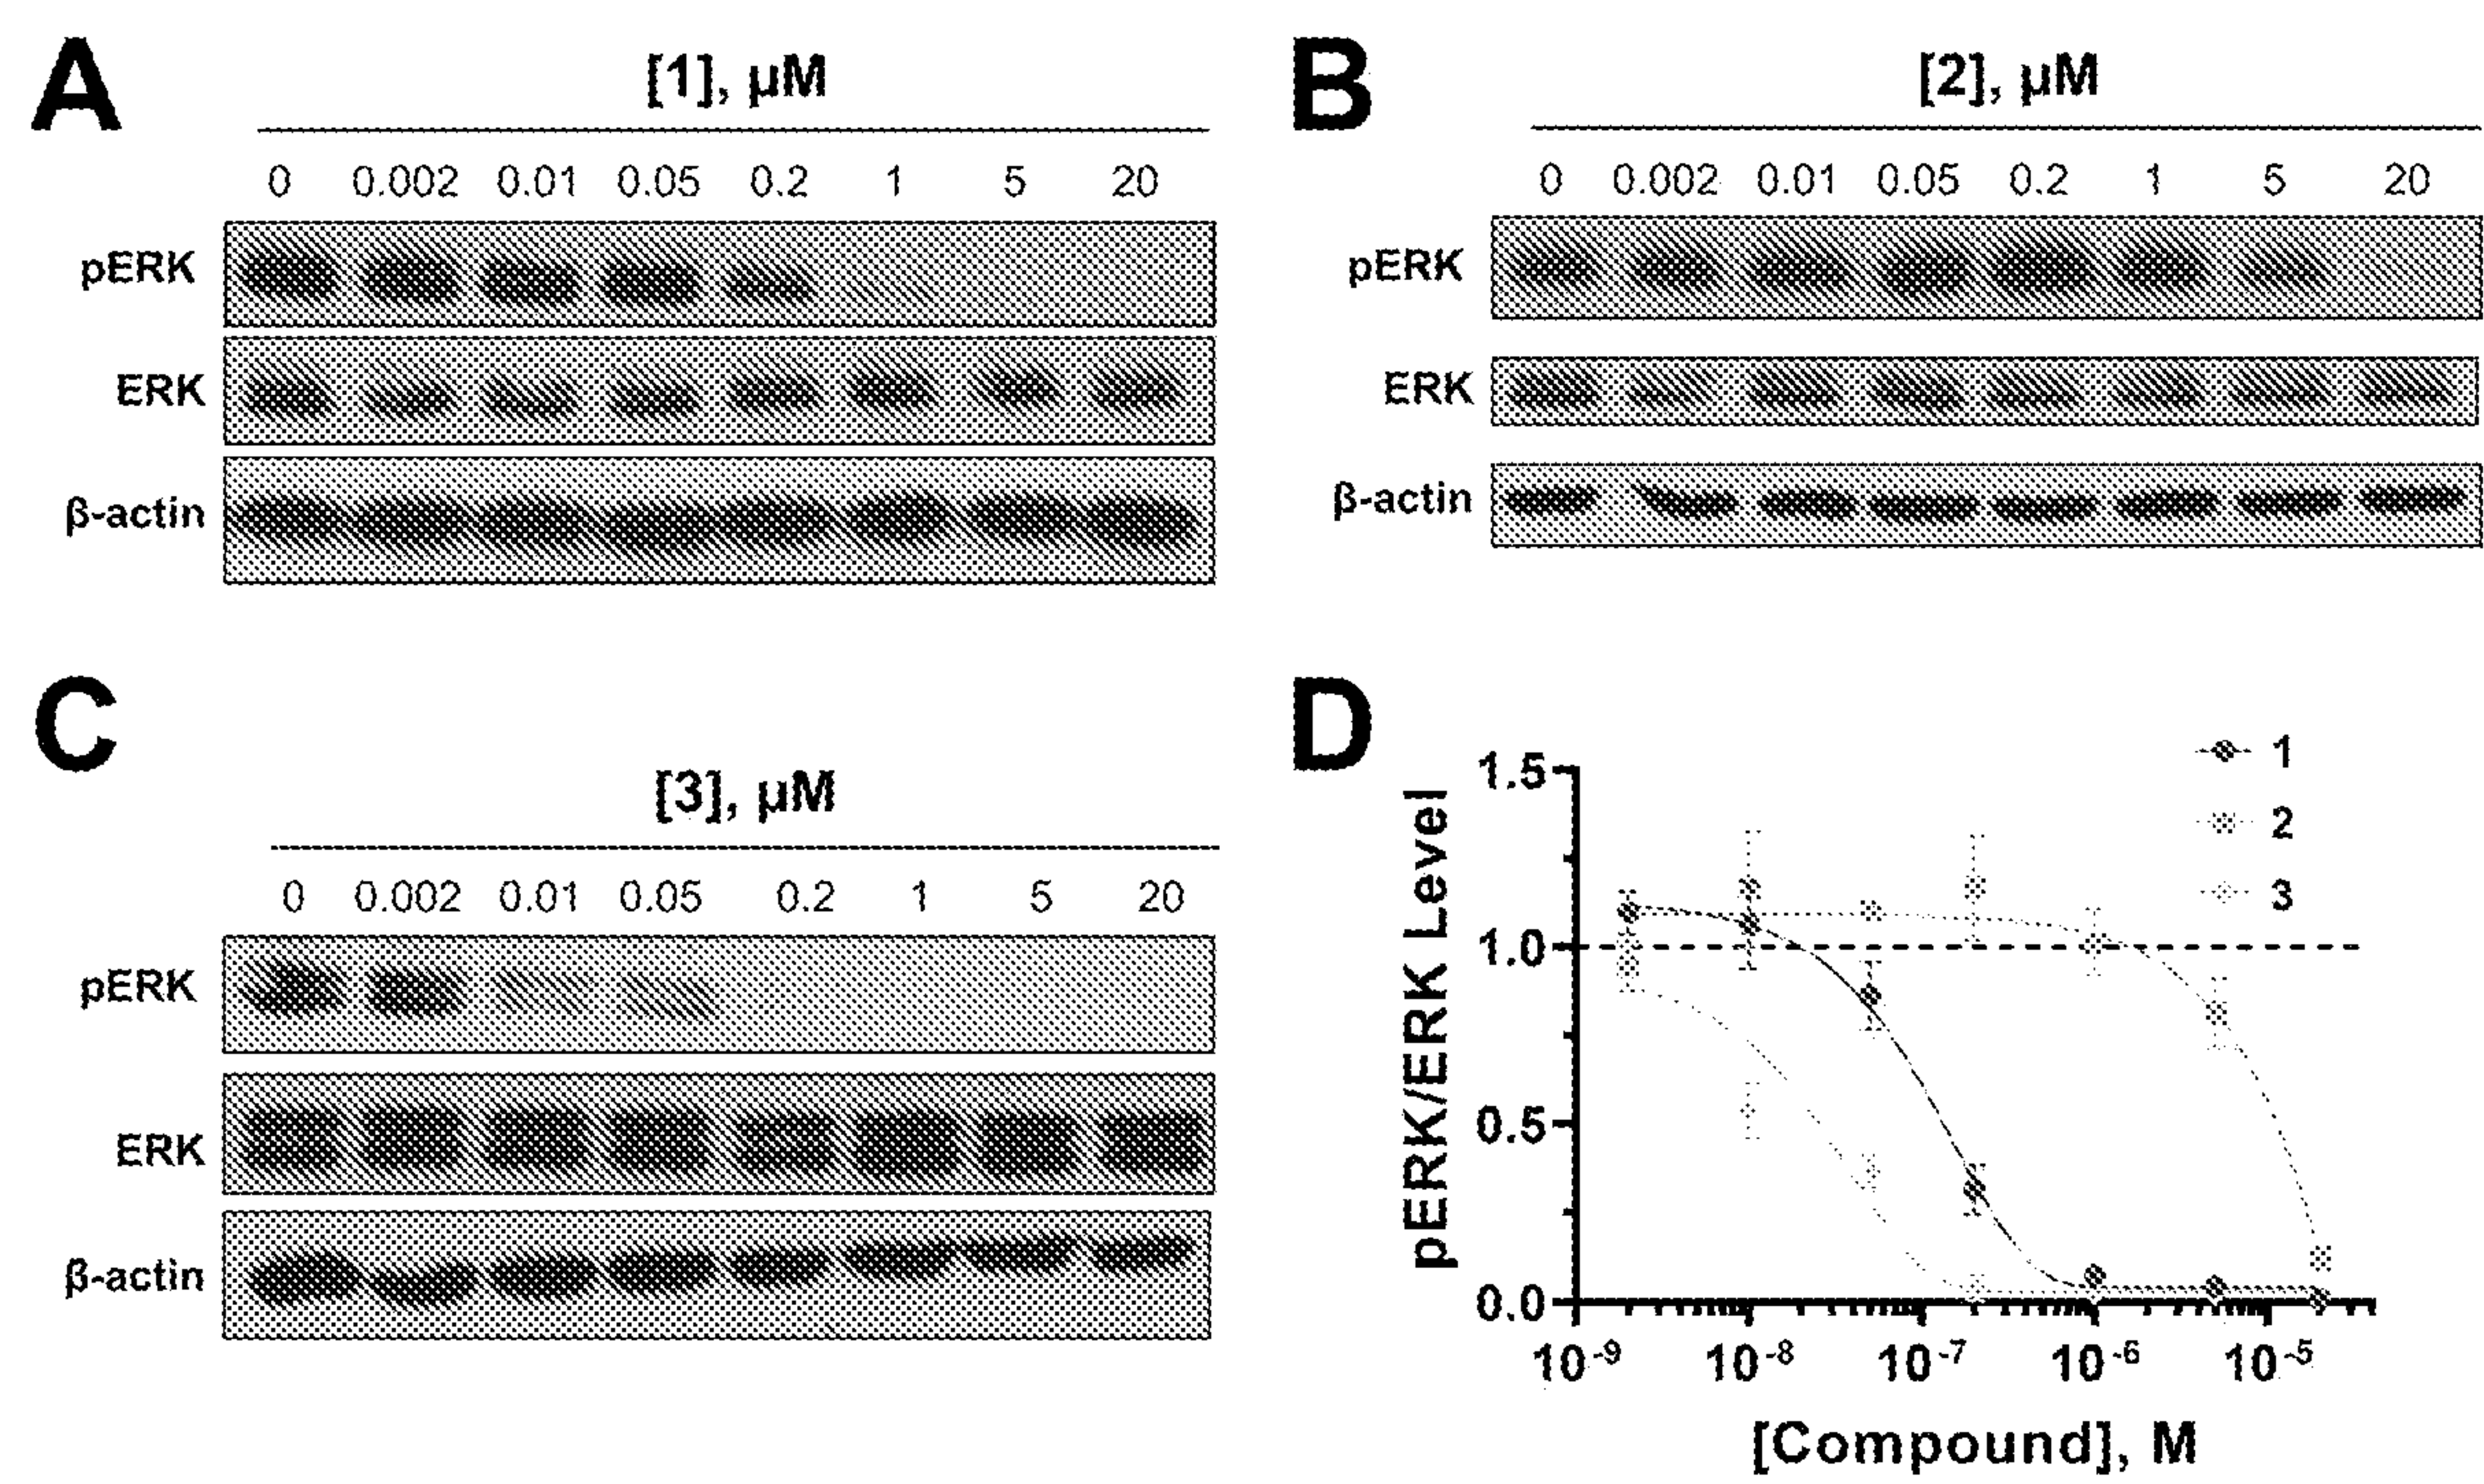 A
[1], µM
0 0.002 0.01 0.05 0.2 1 5 20
pERK
ERK
β-actin
B
[2], µM
0 0.002 0.01 0.05 0.2 1 5 20
pERK
ERK
β-actin
C
[3], µM
0 0.002 0.01 0.05 0.2 1 5 20
pERK
ERK
β-actin
D
1
2
3
pERK/ERK Level
1.5
1.0
0.5
0.0
10⁻⁹ 10⁻⁸ 10⁻⁷ 10⁻⁶ 10⁻⁵
[Compound], M